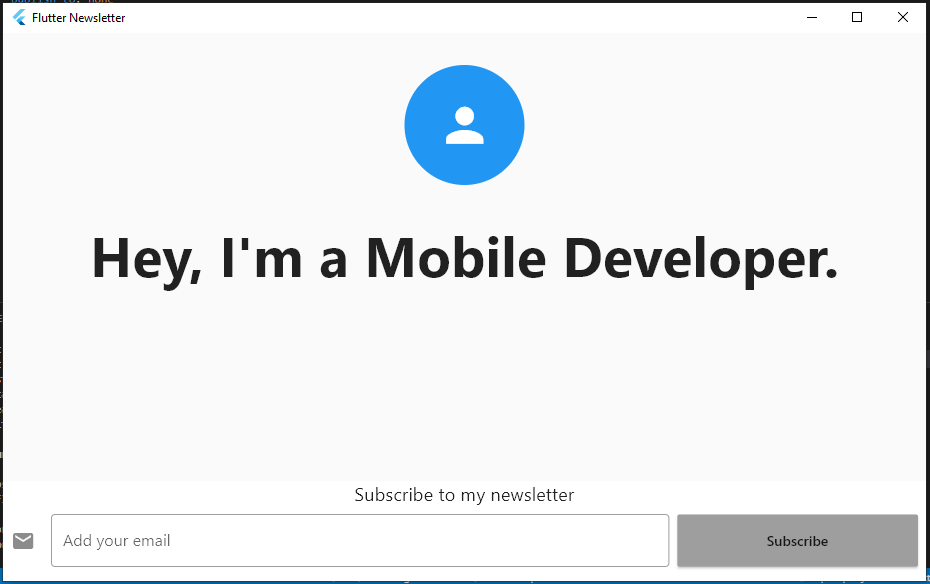 Flutter Newsletter
Hey, I'm a Mobile Developer.
Subscribe to my newsletter
Add your email
Subscribe